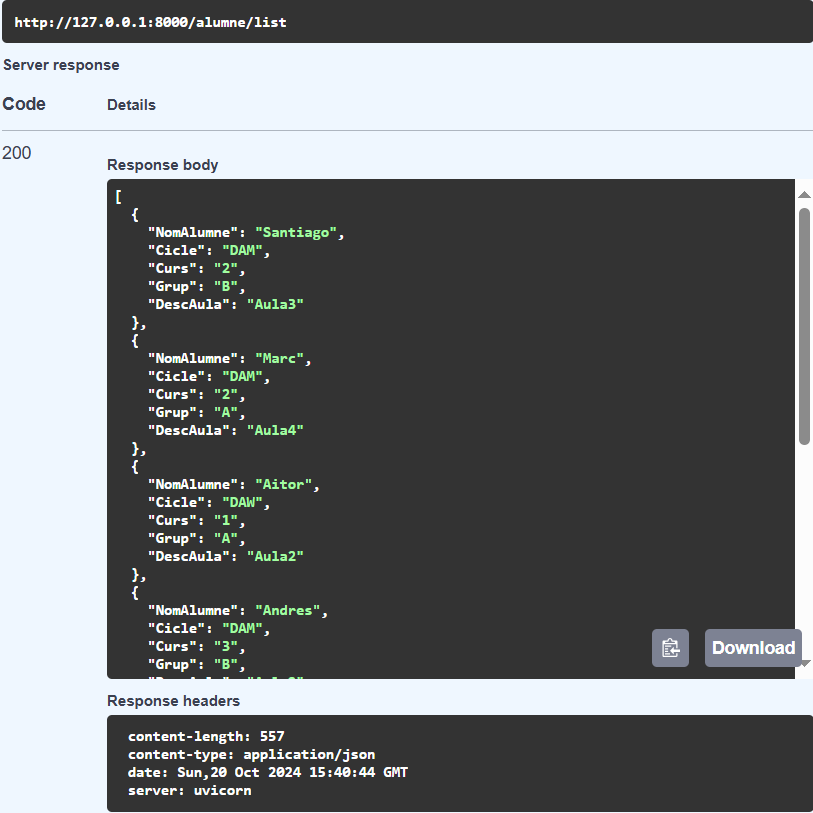 http://127.0.0.1:8000/alumne/list
Server response
Code Details
200
Response body
[
  {
    "NomAlumne": "Santiago",
    "Cicle": "DAM",
    "Curs": "2",
    "Grup": "B",
    "DescAula": "Aula3"
  },
  {
    "NomAlumne": "Marc",
    "Cicle": "DAM",
    "Curs": "2",
    "Grup": "A",
    "DescAula": "Aula4"
  },
  {
    "NomAlumne": "Aitor",
    "Cicle": "DAW",
    "Curs": "1",
    "Grup": "A",
    "DescAula": "Aula2"
  },
  {
    "NomAlumne": "Andres",
    "Cicle": "DAM",
    "Curs": "3",
    "Grup": "B",
Download
Response headers
content-length: 557
content-type: application/json
date: Sun,20 Oct 2024 15:40:44 GMT
server: uvicorn